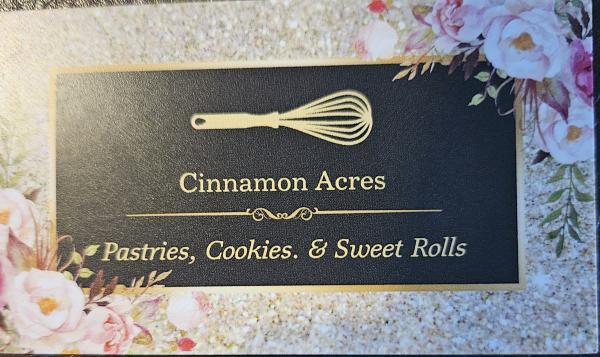 Cinnamon Acres
Pastries, Cookies. & Sweet Rolls